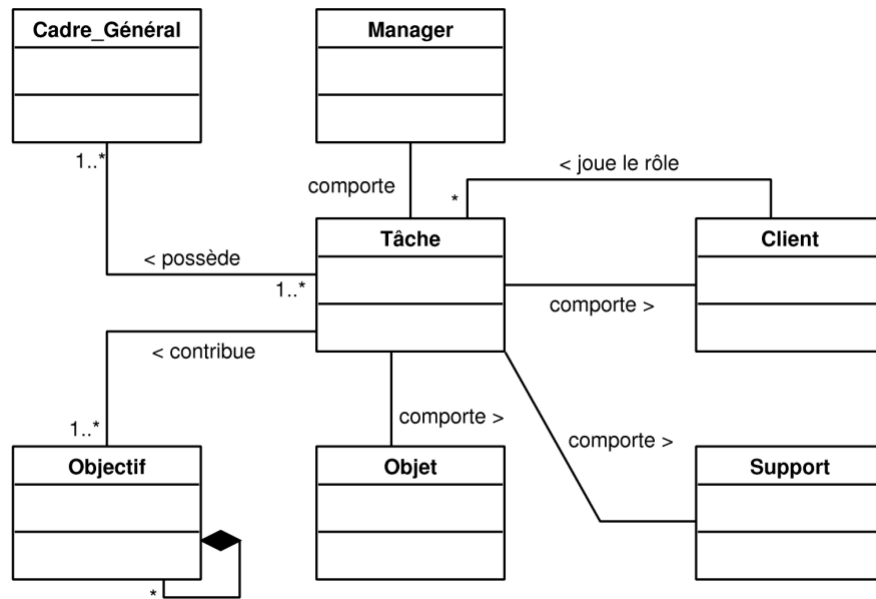 Cadre_Général
Manager
1..*
comporte
< joue le rôle
*
Tâche
Client
< possède
1..*
comporte >
< contribue
1..*
comporte >
comporte >
Objectif
Objet
Support
*